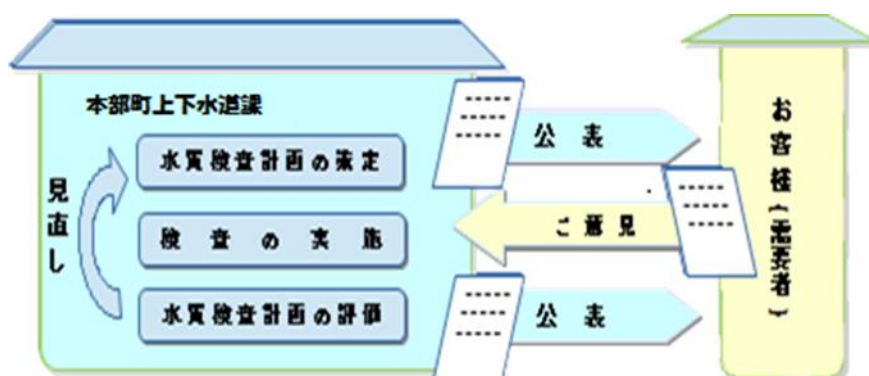 本部町上下水道課
水質検査計画の策定
公表
見直し
検査の実施
ご意見
水質検査計画の評価
公表
お客様(需要者)